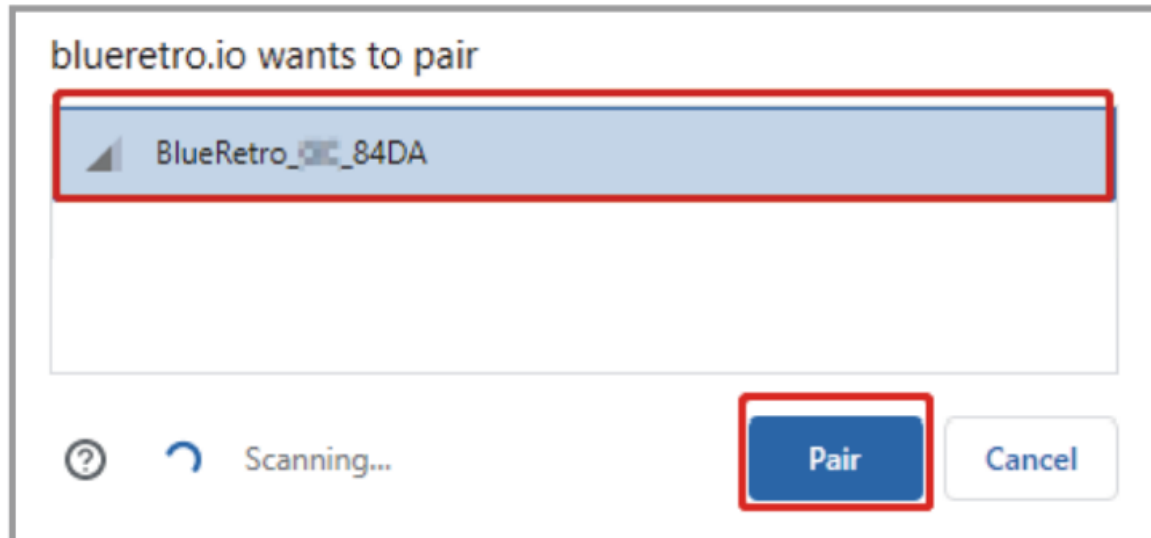 blueretro.io wants to pair
BlueRetro_ _84DA
Scanning...
Pair
Cancel